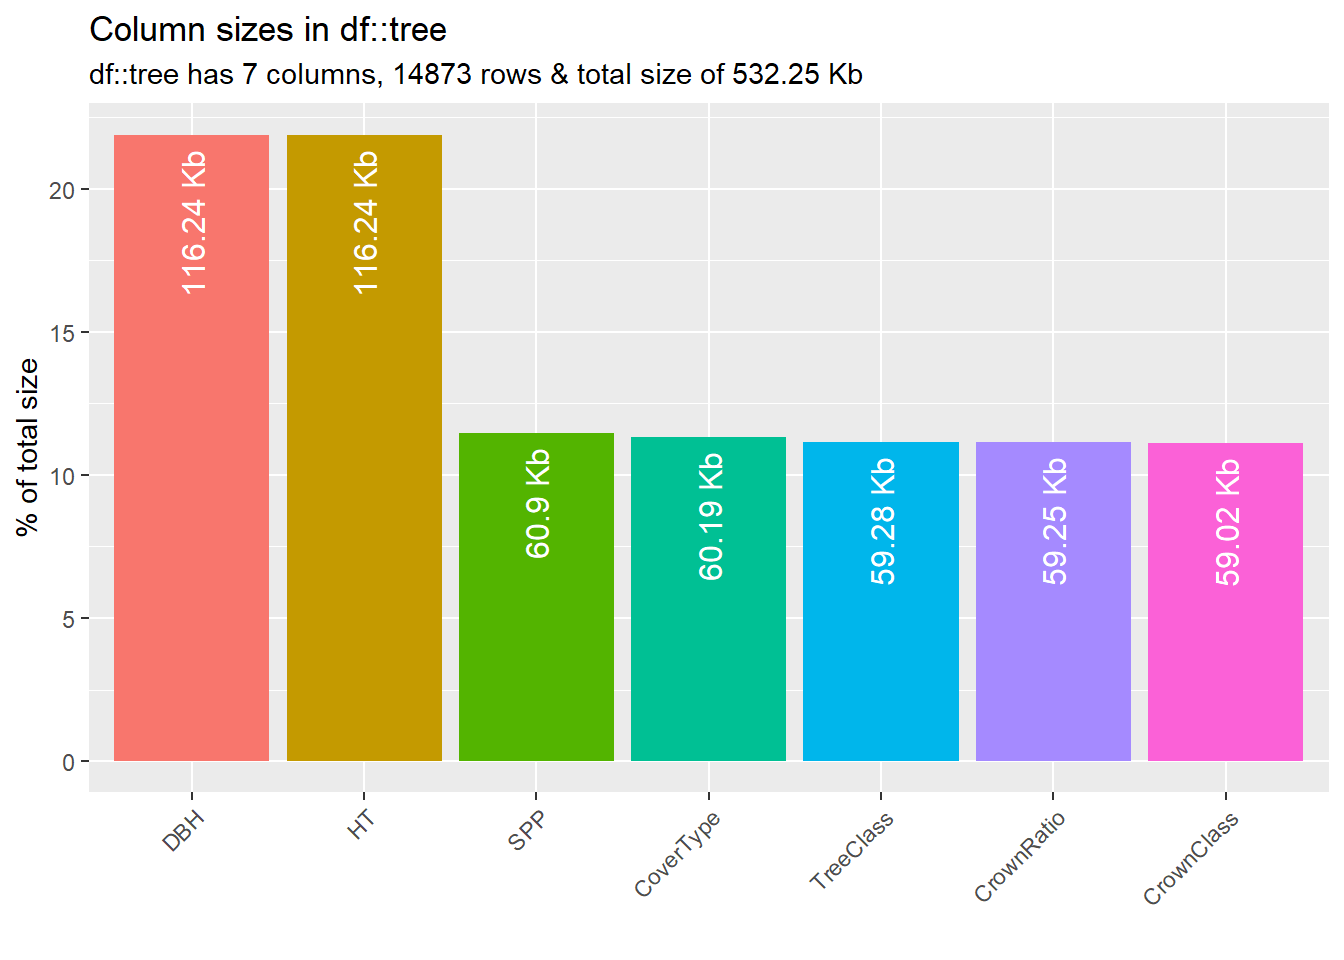 Column sizes in df::tree
df::tree has 7 columns, 14873 rows & total size of 532.25 Kb
% of total size
20
15
10
5
0
116.24 Kb
116.24 Kb
60.9 Kb
60.19 Kb
59.28 Kb
59.25 Kb
59.02 Kb
DBH
HT
SPP
CoverType
TreeClass
CrownRatio
CrownClass